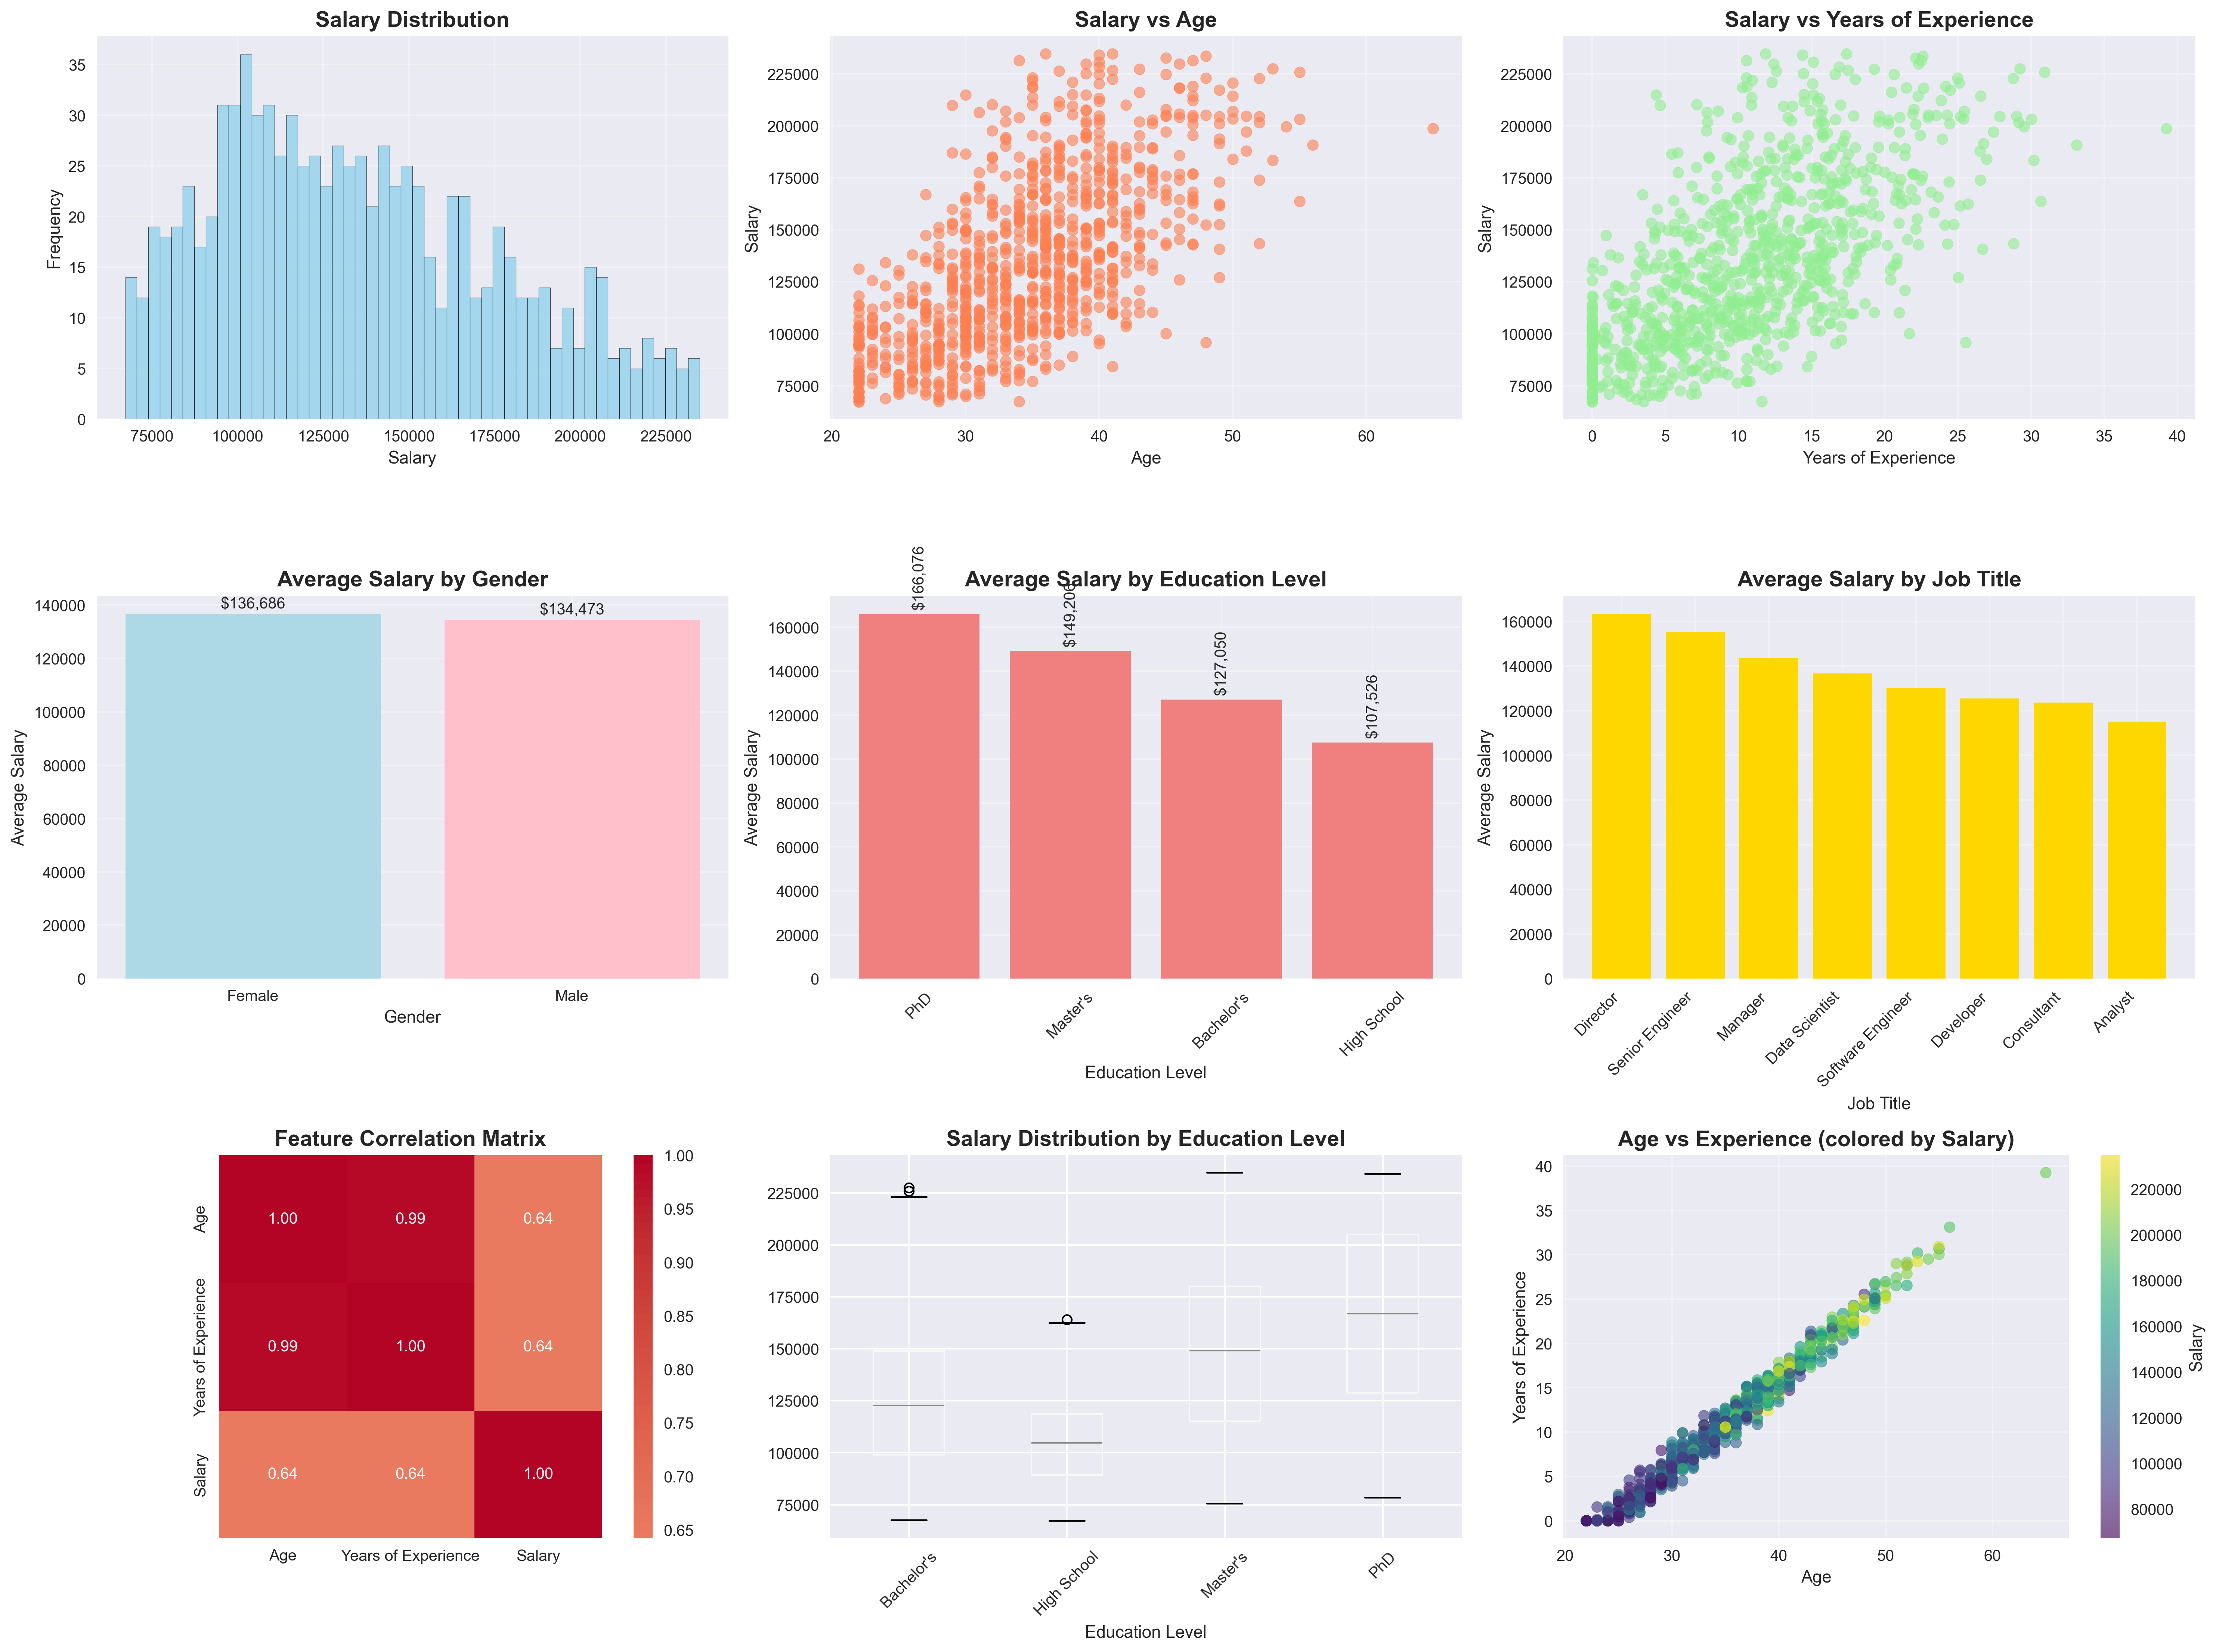 Salary Distribution
Frequency
35
30
25
20
15
10
5
0
75000 100000 125000 150000 175000 200000 225000
Salary
Salary vs Age
Salary
225000
200000
175000
150000
125000
100000
75000
20 30 40 50 60
Age
Salary vs Years of Experience
Salary
225000
200000
175000
150000
125000
100000
75000
0 5 10 15 20 25 30 35 40
Years of Experience
Average Salary by Gender
Average Salary
140000
120000
100000
80000
60000
40000
20000
0
$136,686
$134,473
Female Male
Gender
Average Salary by Education Level
Average Salary
160000
140000
120000
100000
80000
60000
40000
20000
0
$166,076
$149,206
$127,050
$107,526
PhD
Master's
Bachelor's
High School
Education Level
Average Salary by Job Title
Average Salary
160000
140000
120000
100000
80000
60000
40000
20000
0
Director
Senior Engineer
Manager
Data Scientist
Software Engineer
Developer
Consultant
Analyst
Job Title
Feature Correlation Matrix
Age
Years of Experience
Salary
1.00 0.99 0.64
0.99 1.00 0.64
0.64 0.64 1.00
Age Years of Experience Salary
1.00
0.95
0.90
0.85
0.80
0.75
0.70
0.65
Salary Distribution by Education Level
225000
200000
175000
150000
125000
100000
75000
Bachelor's
High School
Master's
PhD
Education Level
Age vs Experience (colored by Salary)
Years of Experience
40
35
30
25
20
15
10
5
0
20 30 40 50 60
Age
220000
200000
180000
160000
140000
120000
100000
80000
Salary